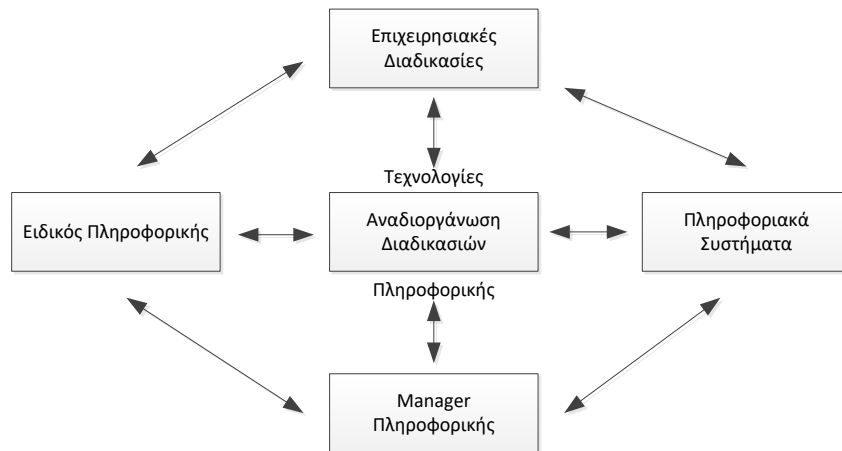 Επιχειρησιακές
Διαδικασίες
Τεχνολογίες
Ειδικός Πληροφορικής
Αναδιοργάνωση
Διαδικασιών
Πληροφοριακά
Συστήματα
Πληροφορικής
Manager
Πληροφορικής